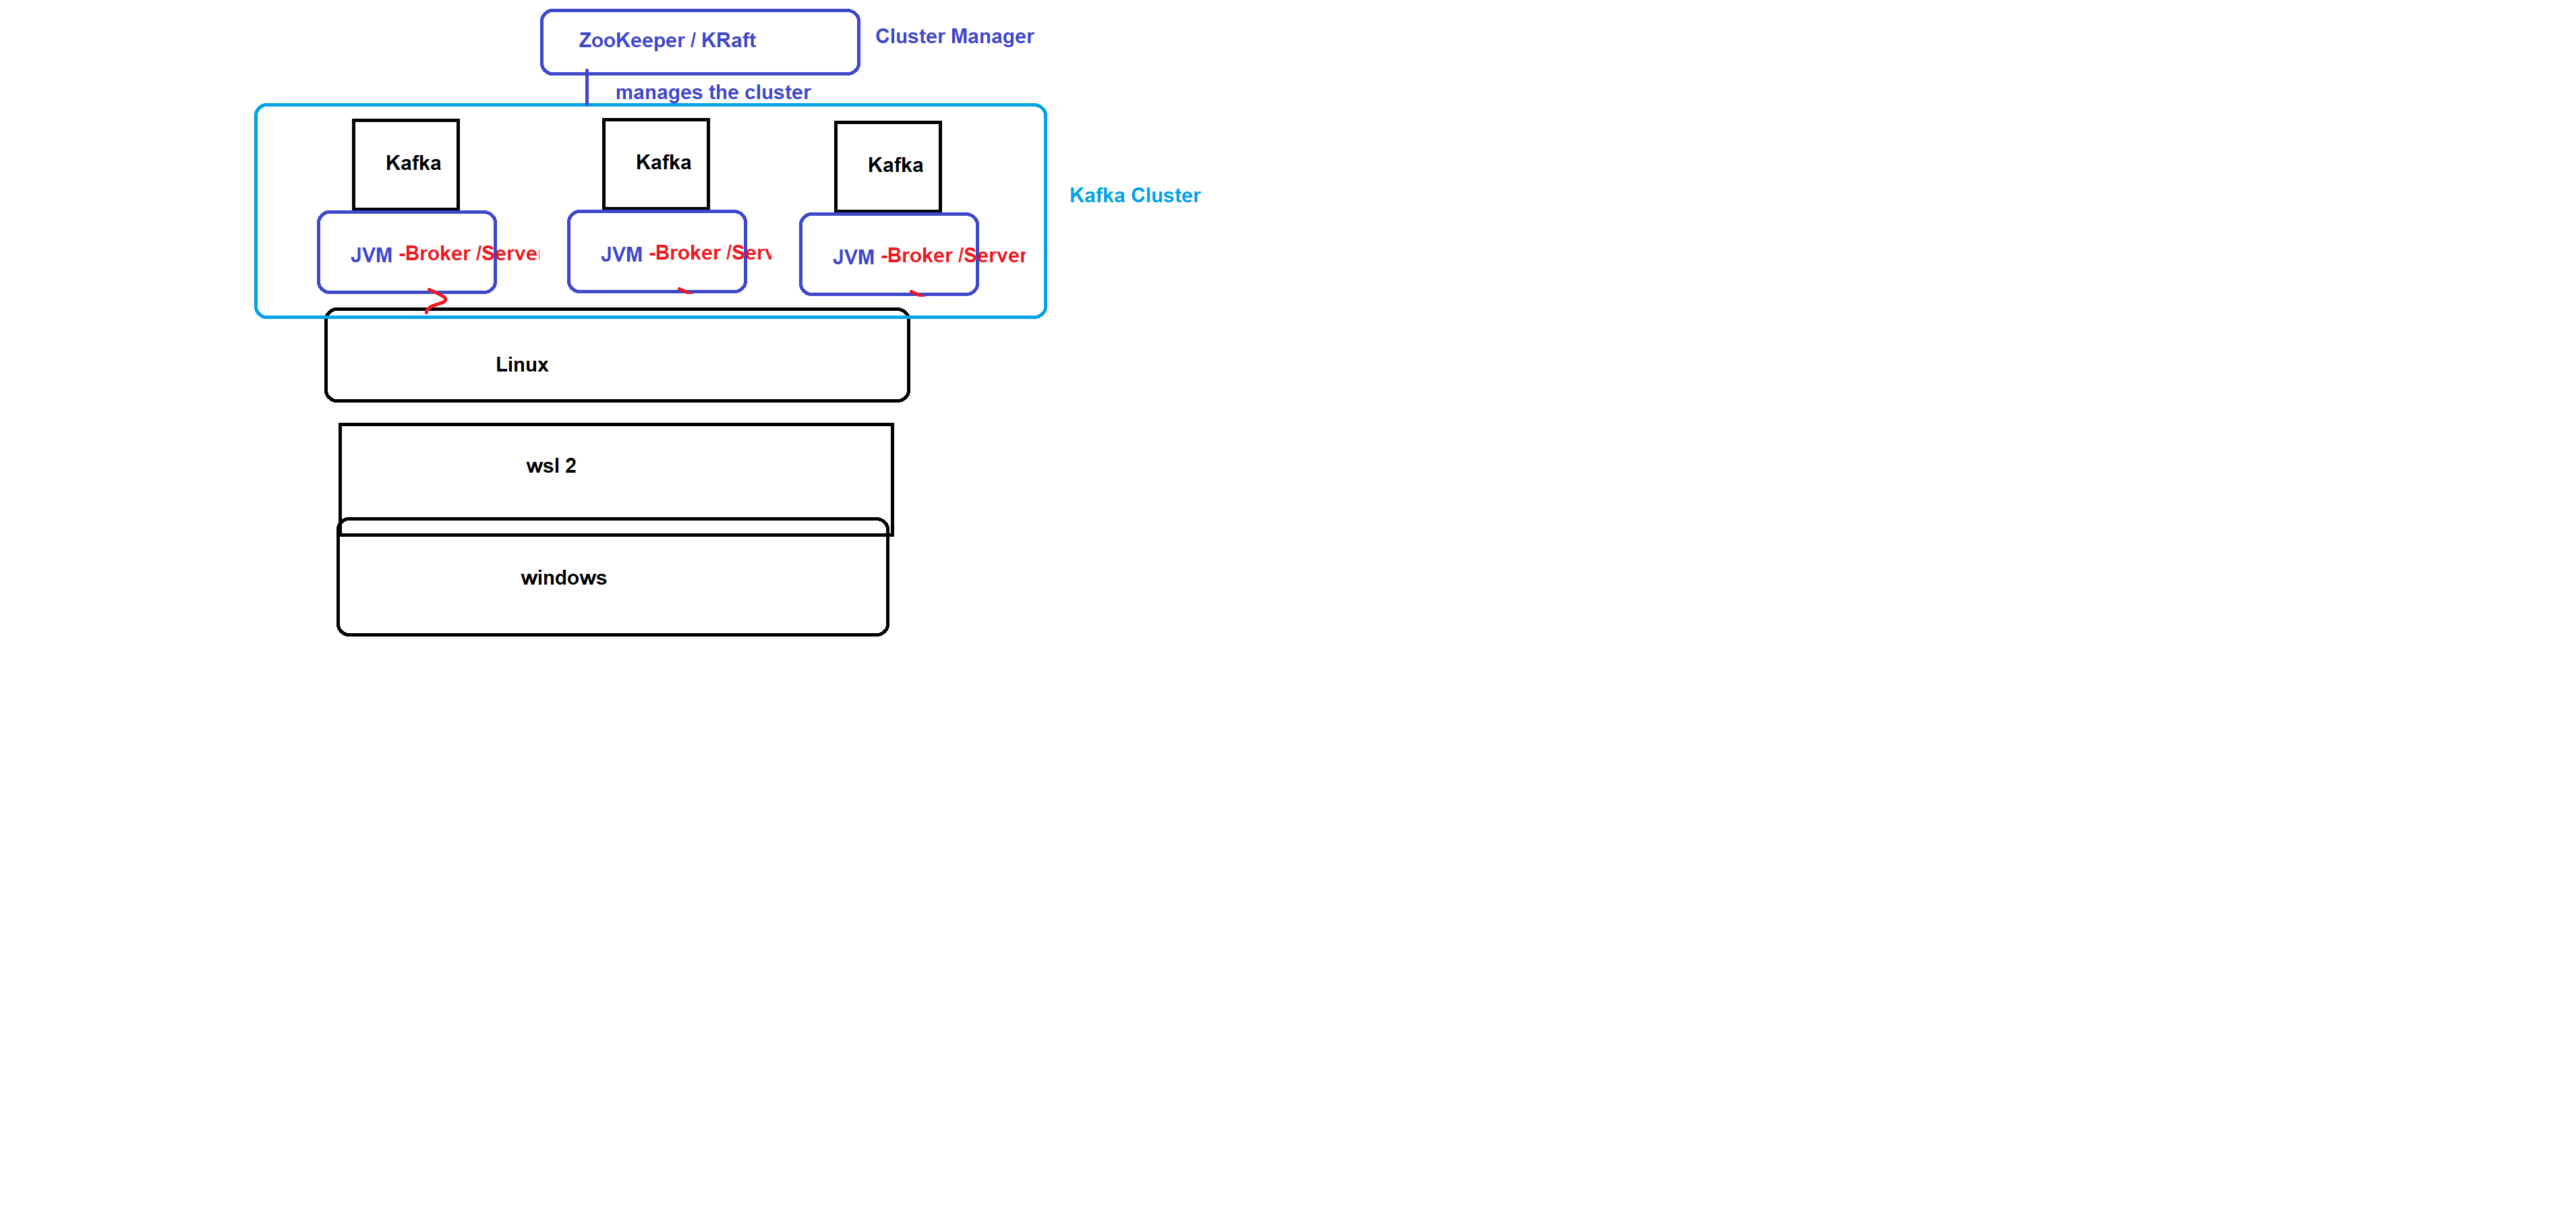 ZooKeeper / KRaft
Cluster Manager
manages the cluster
Kafka
Kafka
Kafka
Kafka Cluster
JVM -Broker /Server
JVM -Broker /Serv
JVM -Broker /Server
Linux
wsl 2
windows